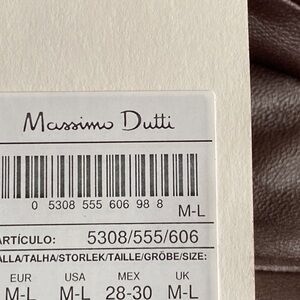 Massimo Dutti
0 5308 555 606 98 8
M-L
ARTÍCULO: 5308/555/606
ALLA/TALHA/STORLEK/TAILLE/GRÖBE/SIZE:
EUR USA MEX UK
M-L M-L 28-30 M-L